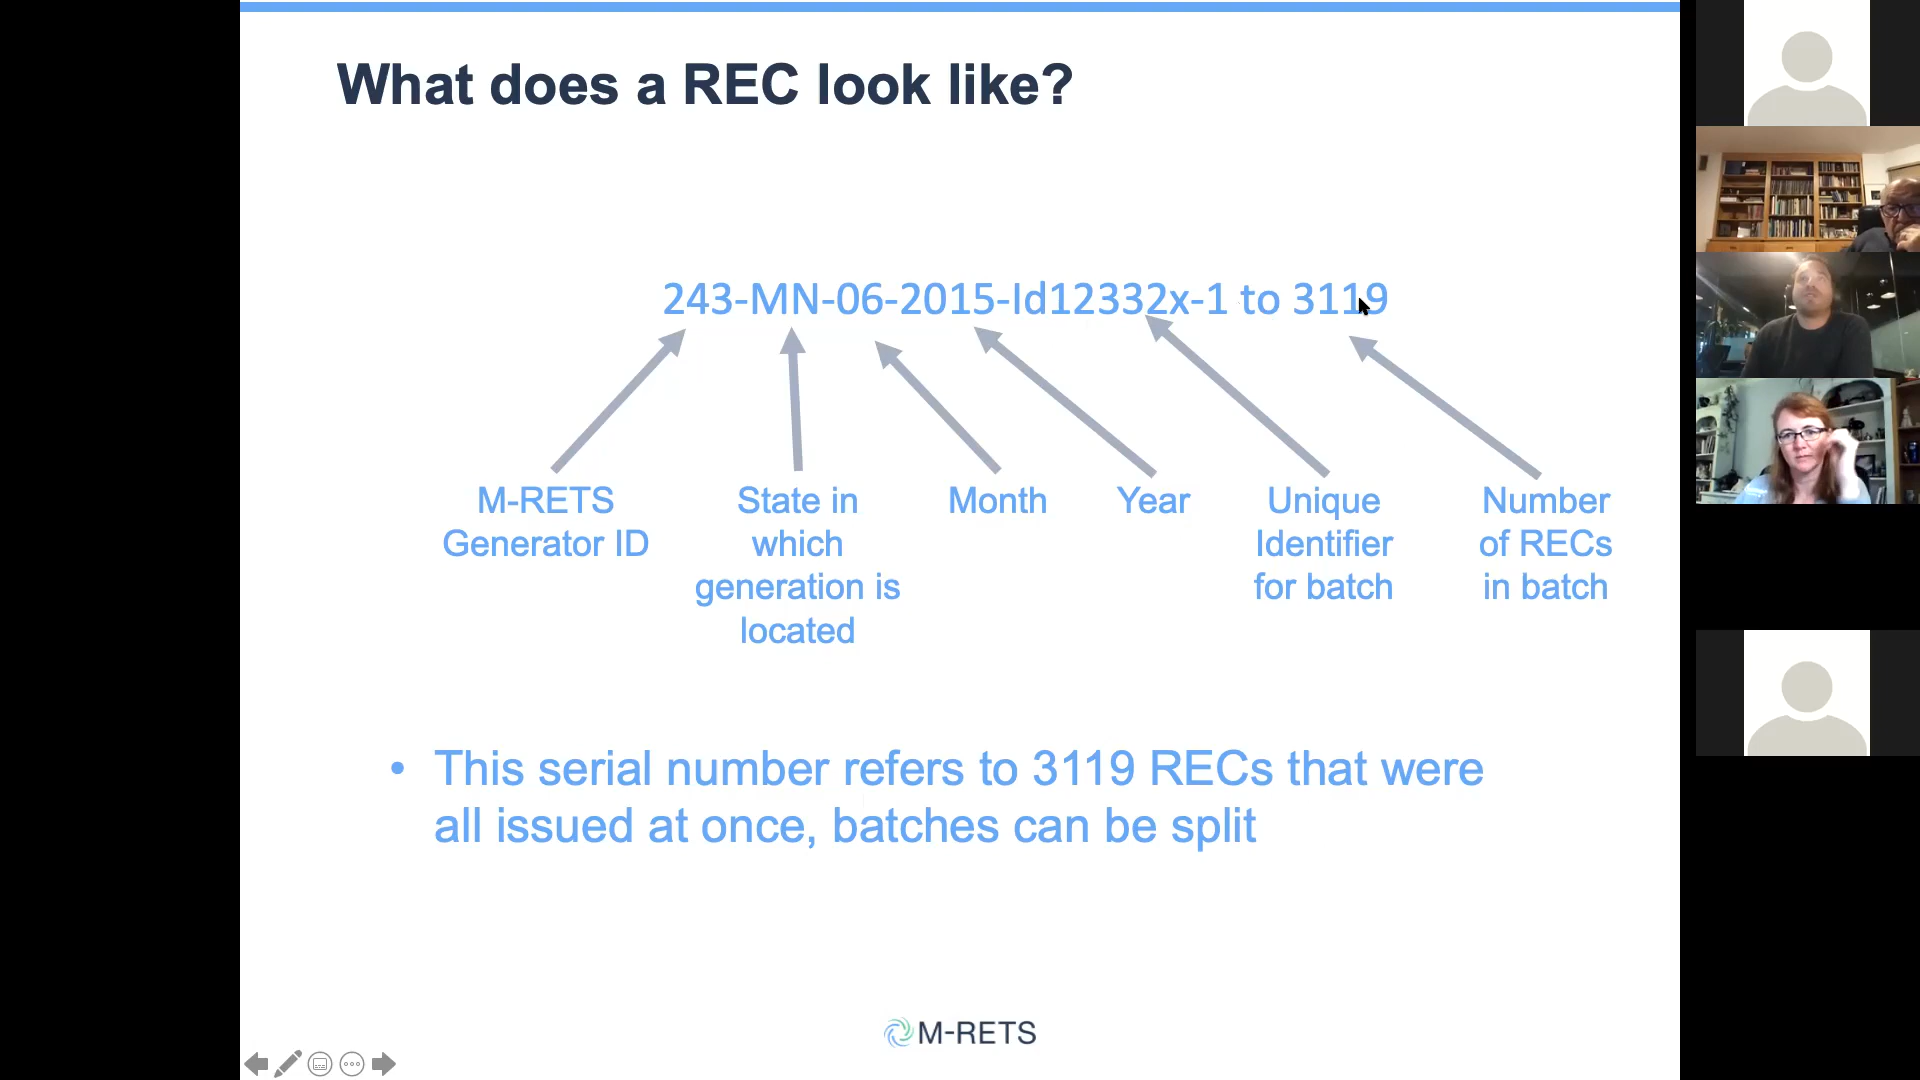 What does a REC look like?
243-MN-06-2015-Id12332x-1 to 3119
M-RETS
Generator ID
State in
which
generation is
located
Month
Year
Unique
Identifier
for batch
Number
of RECs
in batch
• This serial number refers to 3119 RECs that were
all issued at once, batches can be split
M-RETS